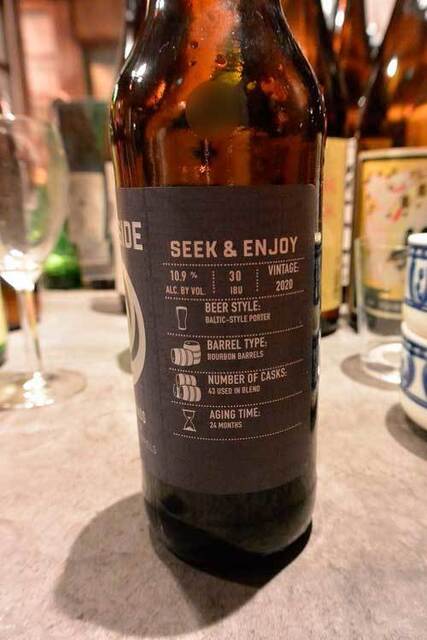 SEEK & ENJOY
10.9 % 30 VINTAGE:
ALC. BY VOL. IBU 2020
BEER STYLE:
BALTIC-STYLE PORTER
BARREL TYPE:
BOURBON BARRELS
NUMBER OF CASKS:
43 USED IN BLEND
AGING TIME:
24 MONTHS